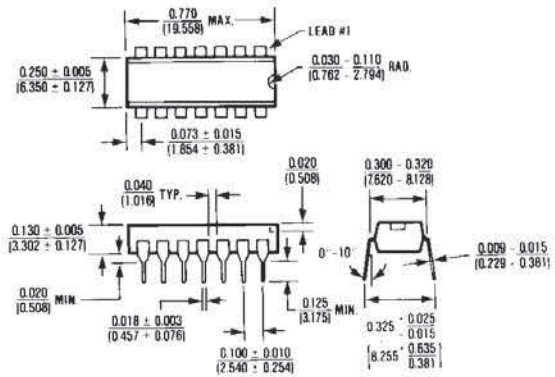 0.770
(19.558) MAX.
LEAD #1
0.030 - 0.110
(0.762 - 2.794) RAD.
0.250 ± 0.005
(6.350 ± 0.127)
0.073 ± 0.015
(1.854 ± 0.381)
0.020
(0.508)
0.300 - 0.320
(7.620 - 8.128)
0.040
(1.016) TYP.
0.130 ± 0.005
(3.302 ± 0.127)
0°-10°
0.009 - 0.015
(0.229 - 0.381)
0.020
(0.508) MIN.
0.125
(3.175) MIN.
0.018 ± 0.003
(0.457 ± 0.076)
0.100 ± 0.010
(2.540 ± 0.254)
0.325 + 0.025
- 0.015
(8.255 + 0.635
- 0.381)